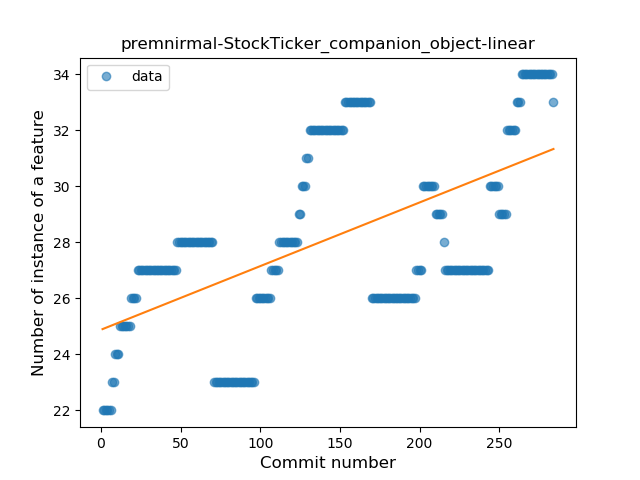 premnirmal-StockTicker_companion_object-linear
data
Number of instance of a feature
34
32
30
28
26
24
22
0 50 100 150 200 250
Commit number